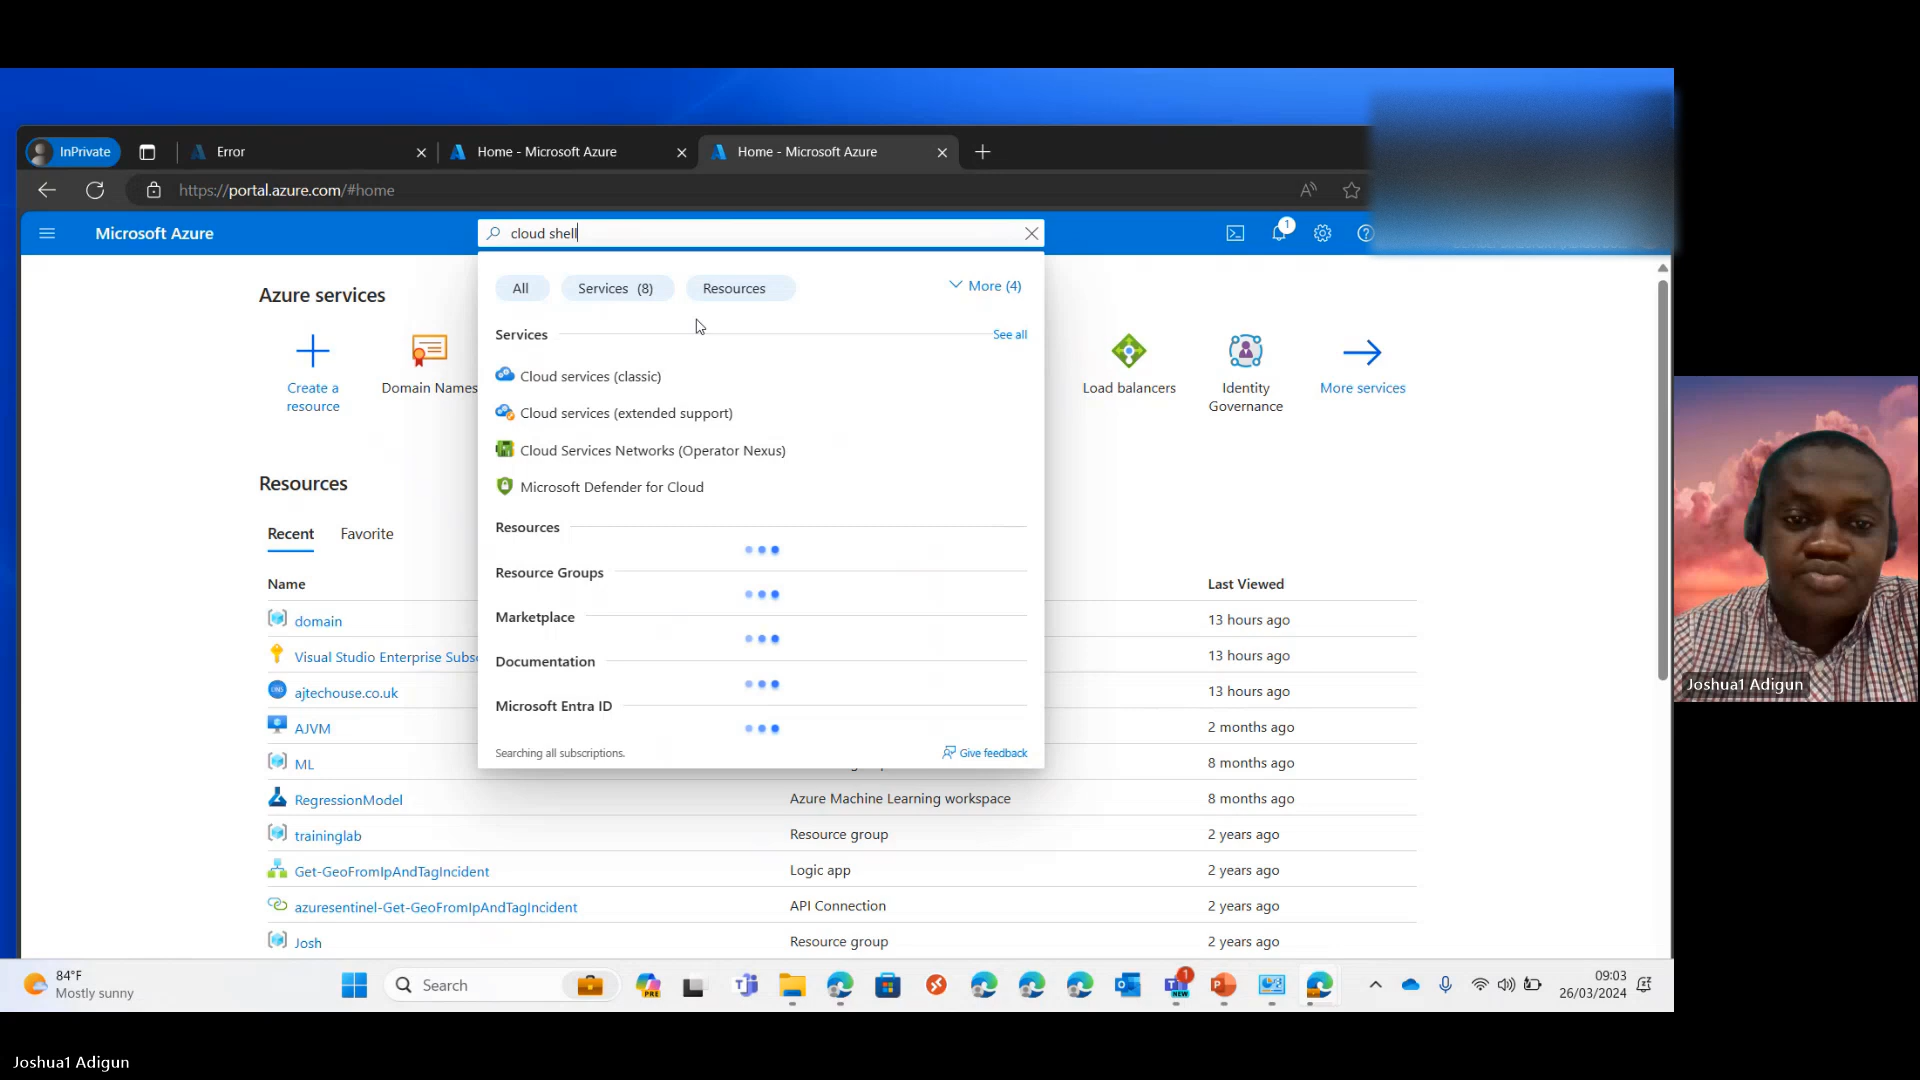 InPrivate
Error
Home - Microsoft Azure
Home - Microsoft Azure
https://portal.azure.com/#home
Microsoft Azure
cloud shell
1
All
Services (8)
Resources
More (4)
Azure services
Services
See all
Create a
resource
Domain Names
Cloud services (classic)
Cloud services (extended support)
Cloud Services Networks (Operator Nexus)
Microsoft Defender for Cloud
Load balancers
Identity
Governance
More services
Resources
Recent
Favorite
Resources
Resource Groups
Marketplace
Documentation
Microsoft Entra ID
Searching all subscriptions.
Give feedback
Name
Last Viewed
domain
13 hours ago
Visual Studio Enterprise Subs
13 hours ago
ajtechouse.co.uk
13 hours ago
AJVM
2 months ago
ML
8 months ago
RegressionModel
Azure Machine Learning workspace
8 months ago
traininglab
Resource group
2 years ago
Get-GeoFromIpAndTagIncident
Logic app
2 years ago
azuresentinel-Get-GeoFromIpAndTagIncident
API Connection
2 years ago
Josh
Resource group
2 years ago
84°F
Mostly sunny
Search
PRE
1
NEW
09:03
26/03/2024
Joshua1 Adigun
Joshua1 Adigun